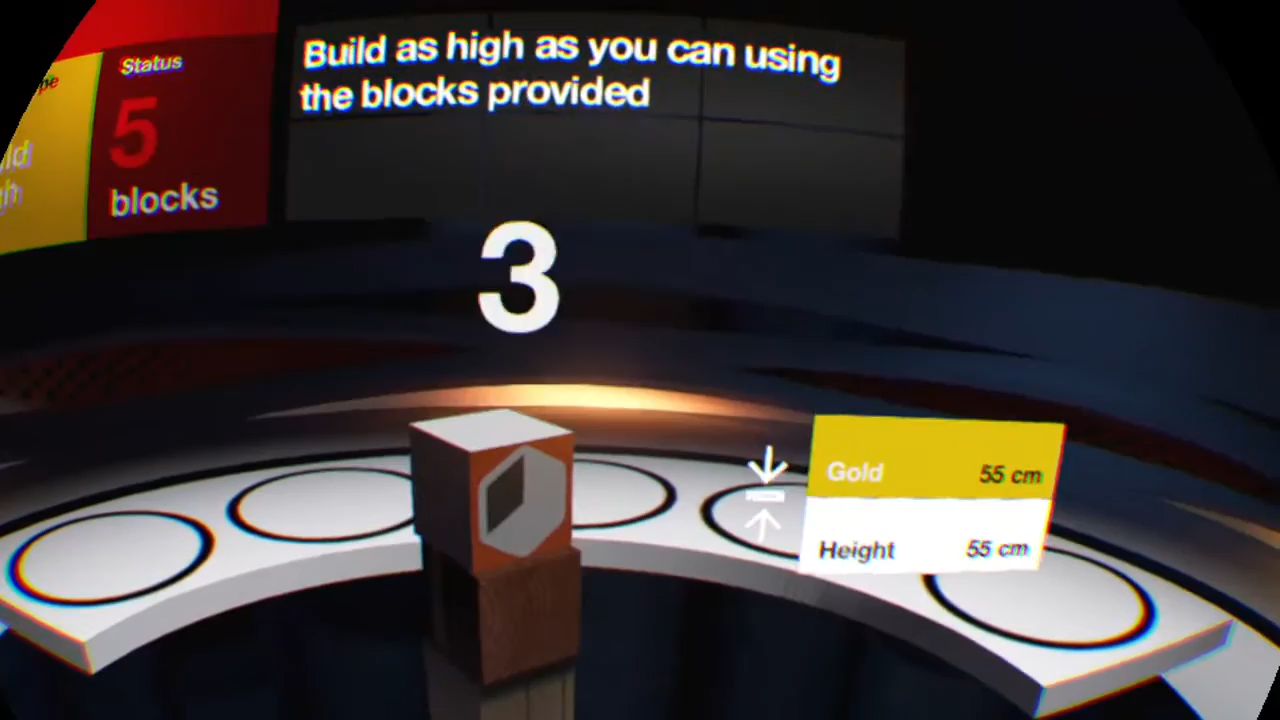 Build as high as you can using
the blocks provided
Status
5
blocks
3
Gold 55 cm
Height 55 cm